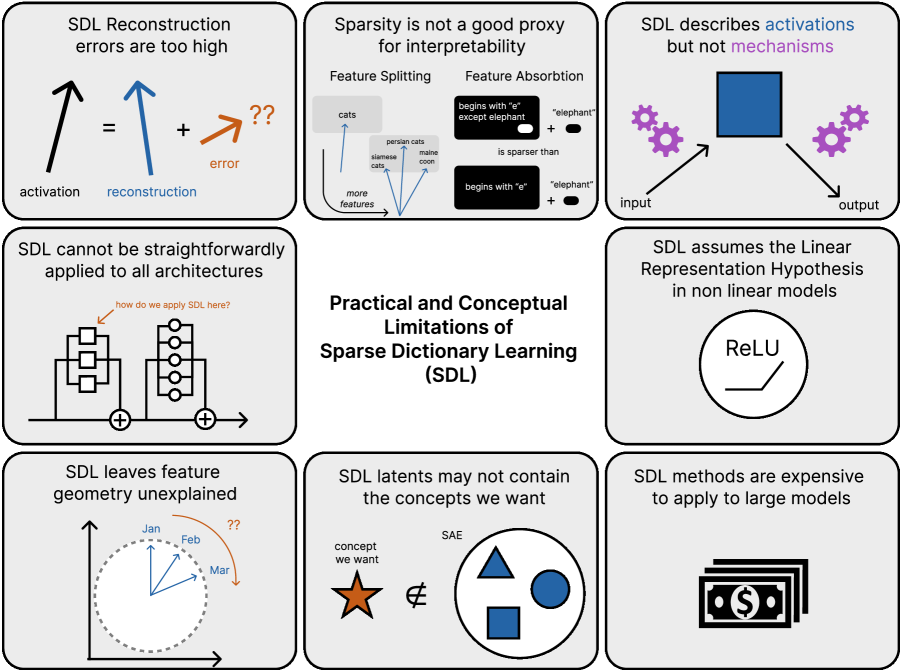 SDL Reconstruction
errors are too high
=
+
??
error
activation
reconstruction
Sparsity is not a good proxy
for interpretability
Feature Splitting
cats
persian cats
siamese
cats
maine
coon
more
features
Feature Absorbtion
begins with "e"
except elephant
+
"elephant"
is sparser than
begins with "e"
+
"elephant"
SDL describes activations
but not mechanisms
input
output
SDL cannot be straightforwardly
applied to all architectures
how do we apply SDL here?
+
+
Practical and Conceptual
Limitations of
Sparse Dictionary Learning
(SDL)
SDL assumes the Linear
Representation Hypothesis
in non linear models
ReLU
SDL leaves feature
geometry unexplained
Jan
Feb
Mar
??
SDL latents may not contain
the concepts we want
concept
we want
∉
SAE
SDL methods are expensive
to apply to large models
$